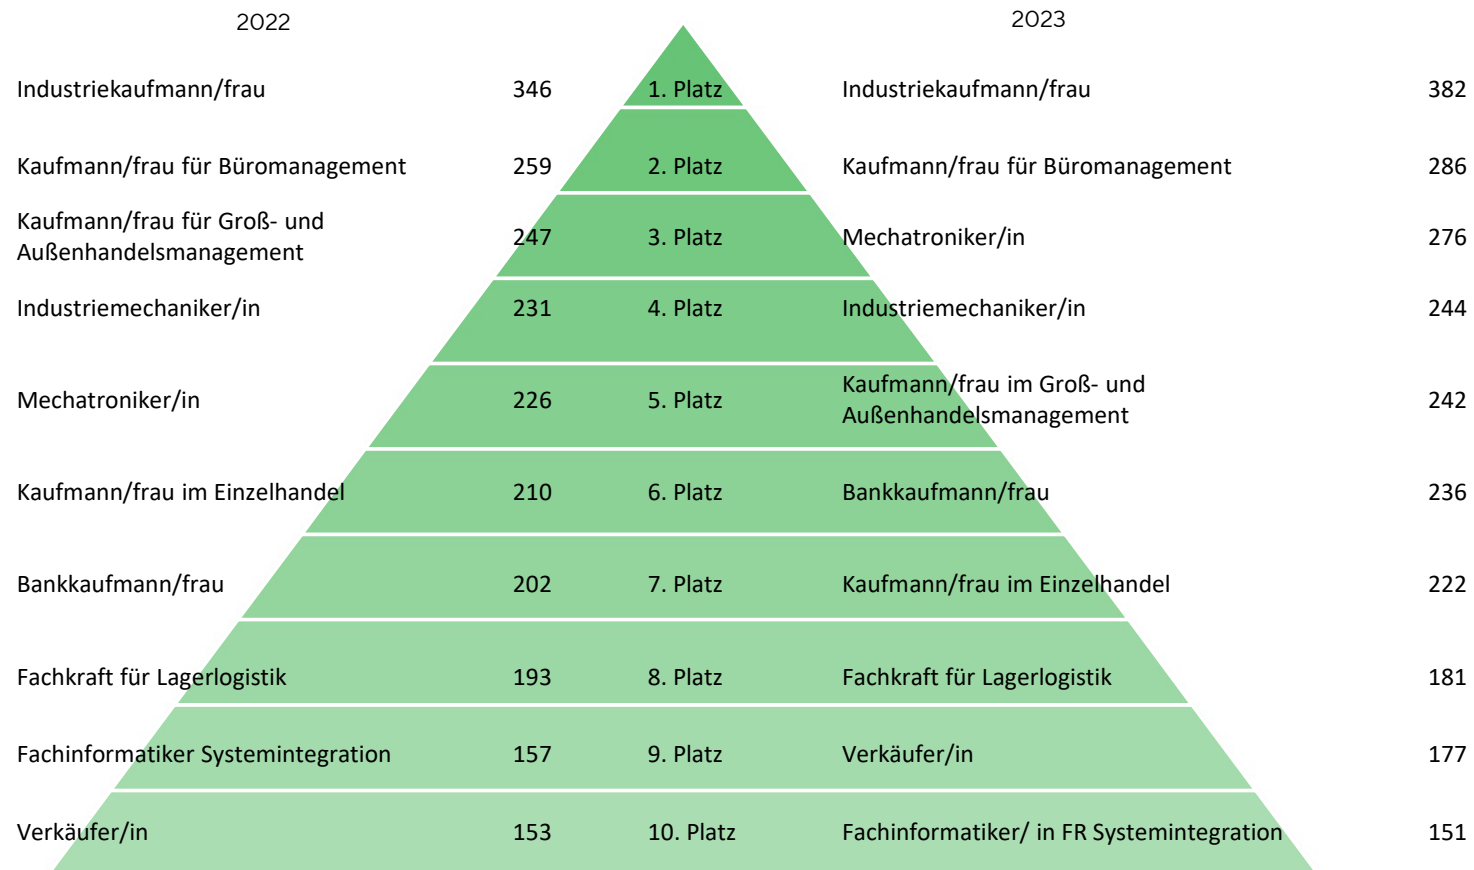 2022 2023
Industriekaufmann/frau 346 1. Platz Industriekaufmann/frau 382
Kaufmann/frau für Büromanagement 259 2. Platz Kaufmann/frau für Büromanagement 286
Kaufmann/frau für Groß- und
Außenhandelsmanagement 247 3. Platz Mechatroniker/in 276
Industriemechaniker/in 231 4. Platz Industriemechaniker/in 244
Mechatroniker/in 226 5. Platz Kaufmann/frau im Groß- und
Außenhandelsmanagement 242
Kaufmann/frau im Einzelhandel 210 6. Platz Bankkaufmann/frau 236
Bankkaufmann/frau 202 7. Platz Kaufmann/frau im Einzelhandel 222
Fachkraft für Lagerlogistik 193 8. Platz Fachkraft für Lagerlogistik 181
Fachinformatiker Systemintegration 157 9. Platz Verkäufer/in 177
Verkäufer/in 153 10. Platz Fachinformatiker/ in FR Systemintegration 151